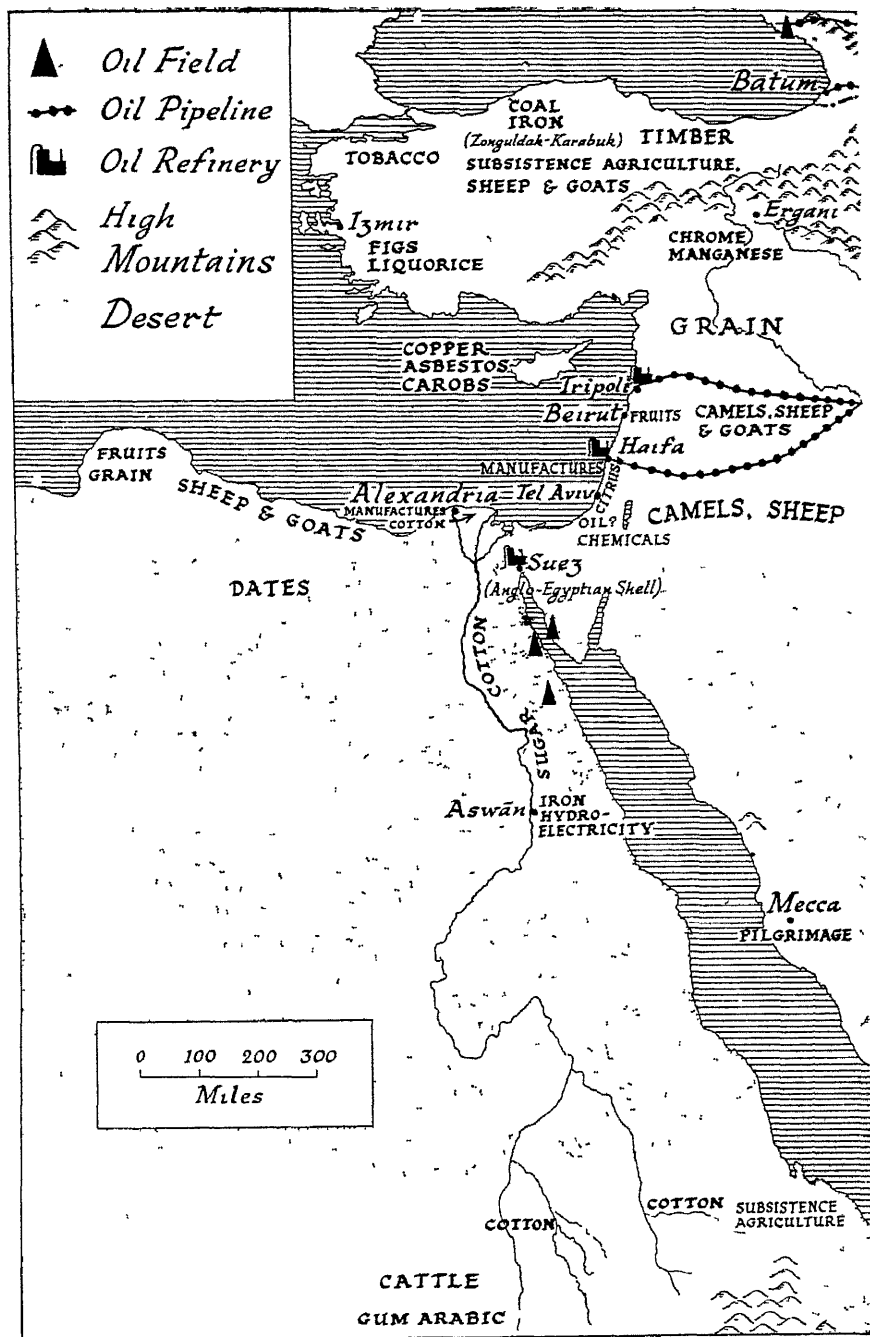 Oil Field
Oil Pipeline
Oil Refinery
High
Mountains
Desert
Batum
COAL
IRON
(Zonguldak-Karabuk)
TIMBER
TOBACCO
SUBSISTENCE AGRICULTURE.
SHEEP & GOATS
Izmir
FIGS
LIQUORICE
Ergani
CHROME
MANGANESE
GRAIN
COPPER
ASBESTOS
CAROBS
Tripoli
Beirut
FRUITS
CAMELS, SHEEP
& GOATS
Haifa
MANUFACTURES
CITRUS
Tel Aviv
FRUITS
GRAIN
SHEEP & GOATS
Alexandria
MANUFACTURES
COTTON
OIL?
CHEMICALS
CAMELS, SHEEP
Suez
(Anglo-Egyptian Shell)
DATES
COTTON
SUGAR
Aswān
IRON
HYDRO-
ELECTRICITY
Mecca
PILGRIMAGE
0 100 200 300
Miles
COTTON
COTTON
SUBSISTENCE
AGRICULTURE
CATTLE
GUM ARABIC